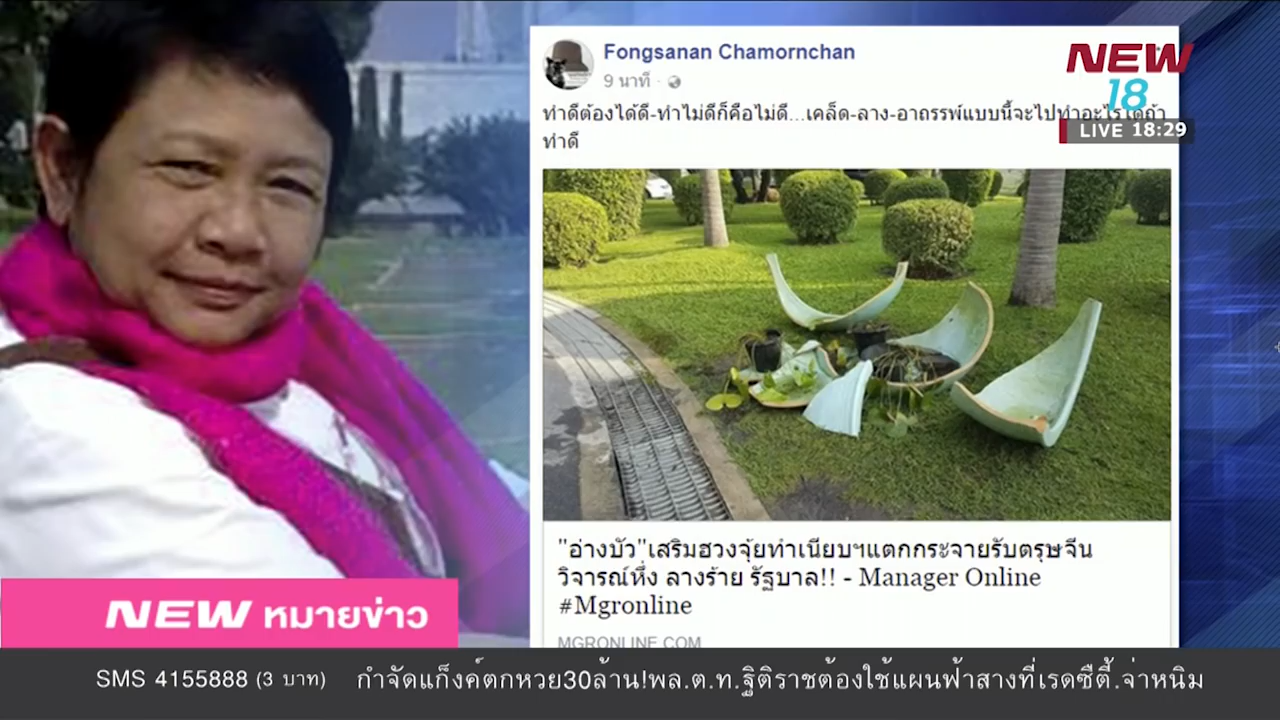 Fongsanan Chamornchan
9 นาที
NEW
18
LIVE 18:29
ทำดีต้องได้ดี-ทำไม่ดีก็คือไม่ดี...เคล็ด-ลาง-อาถรรพ์แบบนี้จะไปทำอะไรได้ถ้า
ทำดี
"อ่างบัว"เสริมฮวงจุ้ยทำเนียบฯแตกกระจายรับตรุษจีน
วิจารณ์หึ่ง ลางร้าย รัฐบาล!! - Manager Online
#Mgronline
MGRONLINE.COM
NEW หมายข่าว
SMS 4155888 (3 บาท) กำจัดแก็งค์ตกหวย30ล้าน!พล.ต.ท.ฐิติราชต้องใช้แผนฟ้าสางที่เรดซีตี้.จ่าหนิม